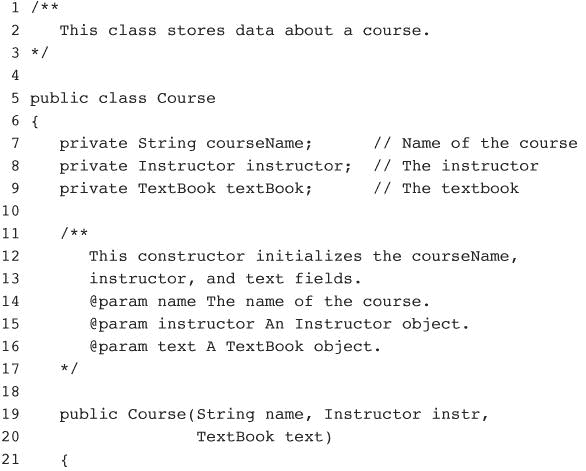 1 /**
2    This class stores data about a course.
3 */
4
5 public class Course
6 {
7    private String courseName;      // Name of the course
8    private Instructor instructor;  // The instructor
9    private TextBook textBook;      // The textbook
10
11    /**
12       This constructor initializes the courseName,
13       instructor, and text fields.
14       @param name The name of the course.
15       @param instructor An Instructor object.
16       @param text A TextBook object.
17    */
18
19    public Course(String name, Instructor instr,
20                  TextBook text)
21    {